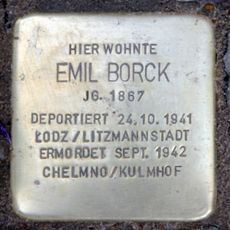 HIER WOHNTE
EMIL BORCK
JG. 1867
DEPORTIERT 24.10.1941
ŁODZ / LITZMANNSTADT
ERMORDET SEPT. 1942
CHELMNO / KULMHOF